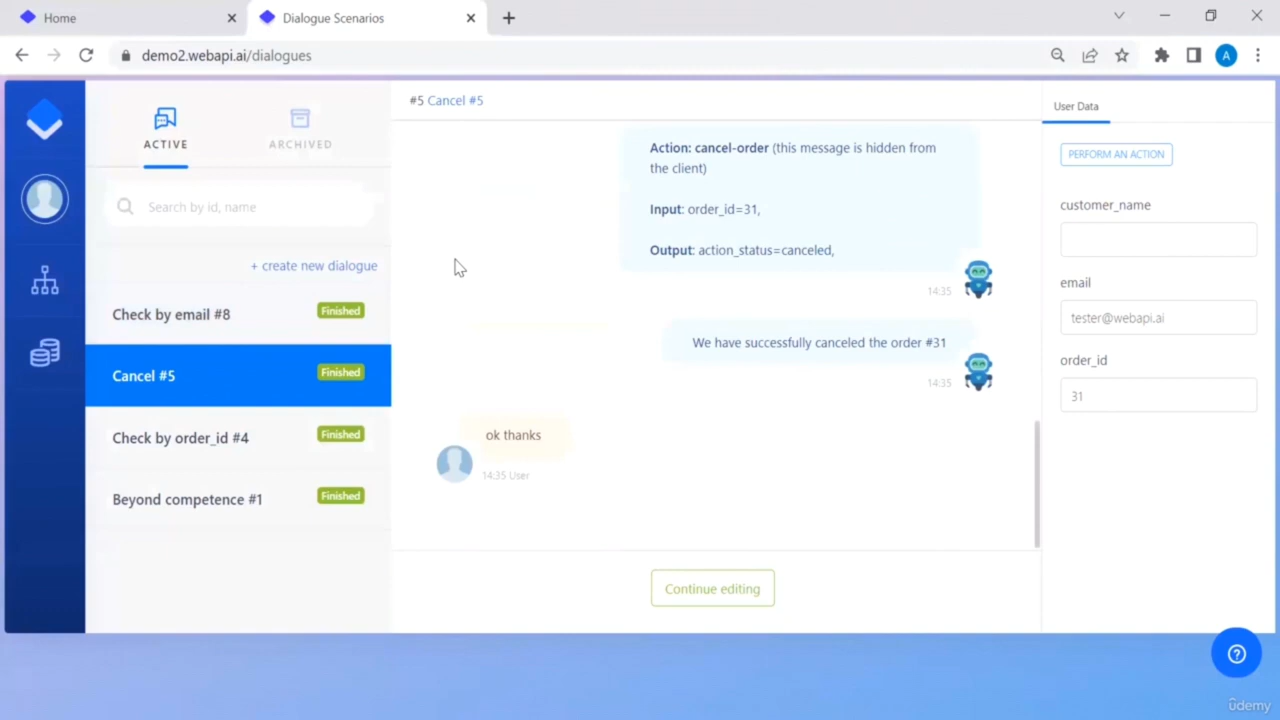 Home
Dialogue Scenarios
demo2.webapi.ai/dialogues
A
ACTIVE
ARCHIVED
Search by id, name
+ create new dialogue
Check by email #8
Finished
Cancel #5
Finished
Check by order_id #4
Finished
Beyond competence #1
Finished
#5 Cancel #5
Action: cancel-order (this message is hidden from
the client)
Input: order_id=31,
Output: action_status=canceled,
14:35
We have successfully canceled the order #31
14:35
ok thanks
14:35 User
Continue editing
User Data
PERFORM AN ACTION
customer_name
email
tester@webapi.ai
order_id
31
?
ûdemy